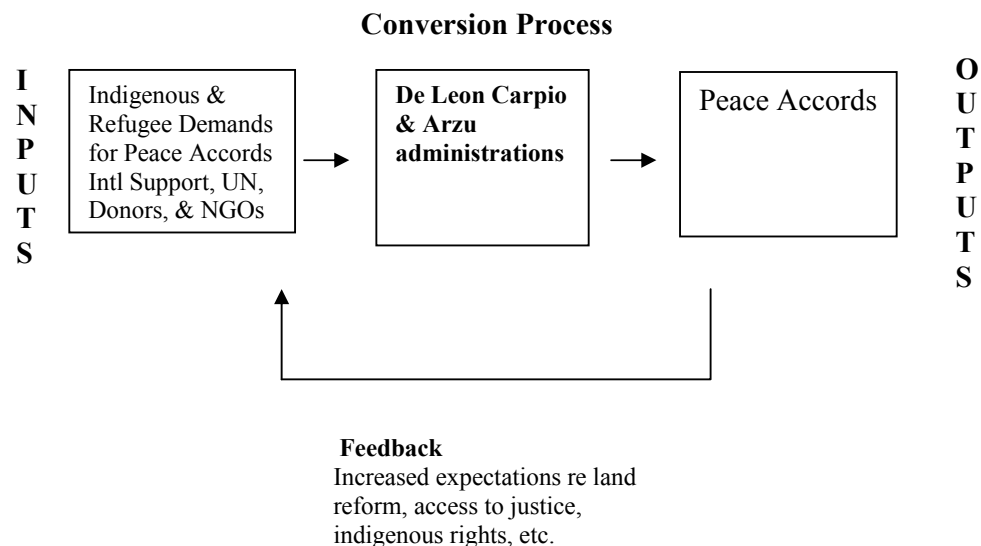 Conversion Process
I
N
P
U
T
S
Indigenous &
Refugee Demands
for Peace Accords
Intl Support, UN,
Donors, & NGOs
De Leon Carpio
& Arzu
administrations
Peace Accords
O
U
T
P
U
T
S
Feedback
Increased expectations re land
reform, access to justice,
indigenous rights, etc.